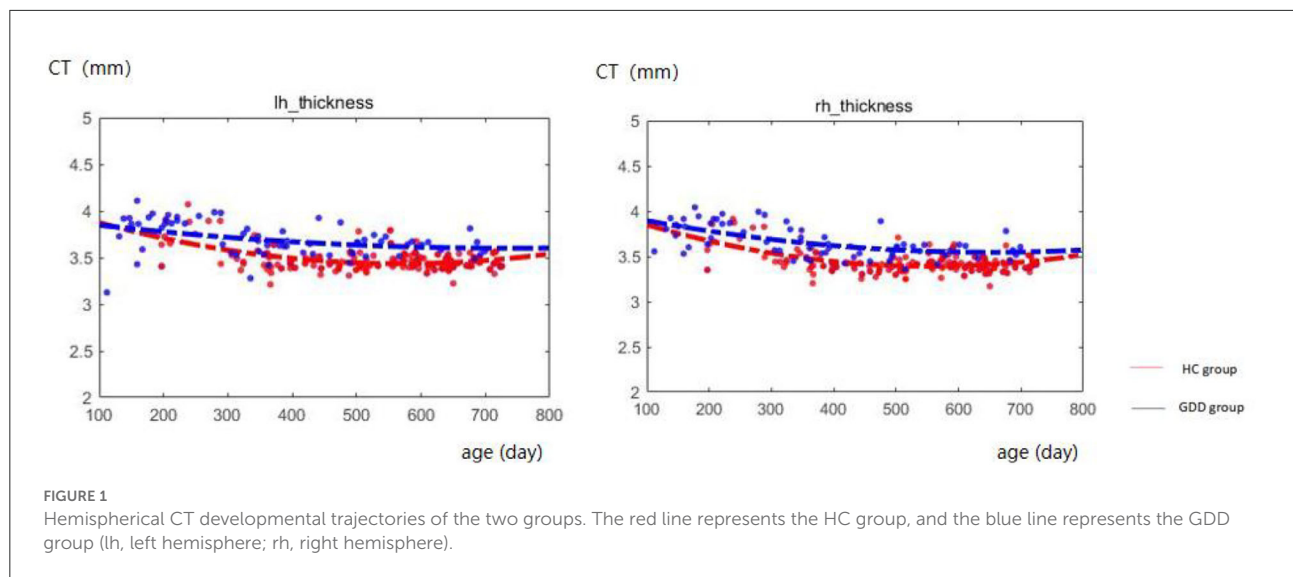 CT (mm)
lh_thickness
5
4.5
4
3.5
3
2.5
2
100 200 300 400 500 600 700 800
age (day)
CT (mm)
rh_thickness
5
4.5
4
3.5
3
2.5
2
100 200 300 400 500 600 700 800
age (day)
HC group
GDD group
FIGURE 1
Hemispherical CT developmental trajectories of the two groups. The red line represents the HC group, and the blue line represents the GDD
group (lh, left hemisphere; rh, right hemisphere).